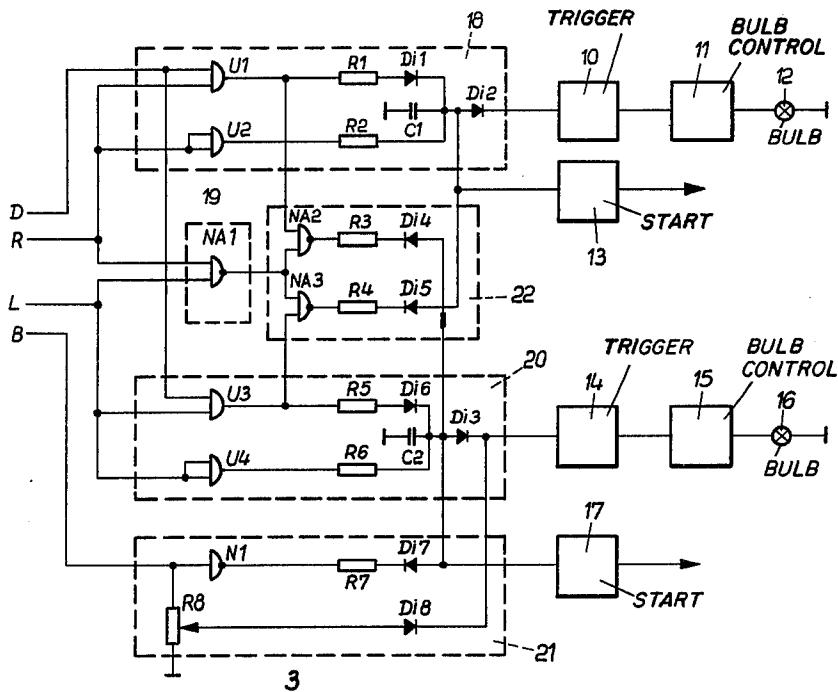 TRIGGER
BULB CONTROL
18
U1
R1
Di1
10
11
12
Di2
C1
BULB
U2
R2
D
19
R
NA2
R3
Di4
13
START
NA1
NA3
L
R4
Di5
22
B
TRIGGER
BULB CONTROL
20
U3
R5
Di6
14
15
16
Di3
C2
BULB
U4
R6
17
N1
R7
Di7
START
R8
Di8
21
3